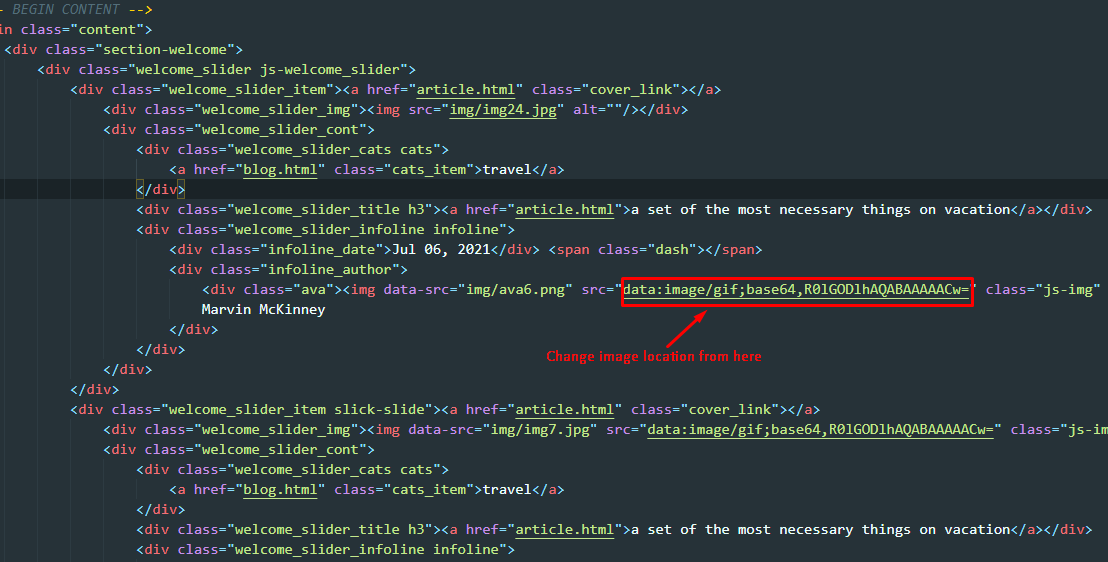 - BEGIN CONTENT -->
in class="content">
<div class="section-welcome">
<div class="welcome_slider js-welcome_slider">
<div class="welcome_slider_item"><a href="article.html" class="cover_link"></a>
<div class="welcome_slider_img"><img src="img/img24.jpg" alt=""/></div>
<div class="welcome_slider_cont">
<div class="welcome_slider_cats cats">
<a href="blog.html" class="cats_item">travel</a>
</div>
<div class="welcome_slider_title h3"><a href="article.html">a set of the most necessary things on vacation</a></div>
<div class="welcome_slider_infoline infoline">
<div class="infoline_date">Jul 06, 2021</div> <span class="dash"></span>
<div class="infoline_author">
<div class="ava"><img data-src="img/ava6.png" src="data:image/gif;base64,R0lGODlhAQABAAAAACw=" class="js-img"
Marvin McKinney
</div>
</div>
Change image location from here
</div>
</div>
<div class="welcome_slider_item slick-slide"><a href="article.html" class="cover_link"></a>
<div class="welcome_slider_img"><img data-src="img/img7.jpg" src="data:image/gif;base64,R0lGODlhAQABAAAAACw=" class="js-im
<div class="welcome_slider_cont">
<div class="welcome_slider_cats cats">
<a href="blog.html" class="cats_item">travel</a>
</div>
<div class="welcome_slider_title h3"><a href="article.html">a set of the most necessary things on vacation</a></div>
<div class="welcome_slider_infoline infoline">